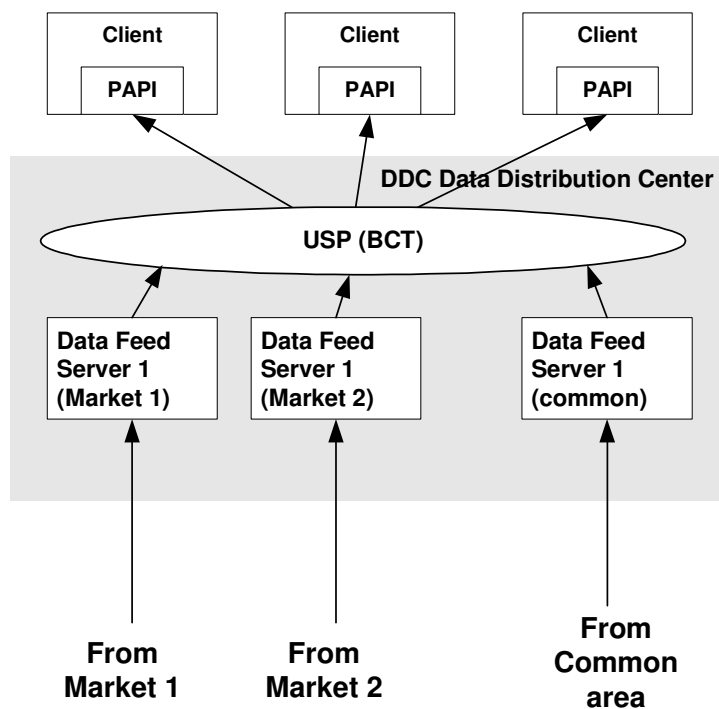 Client
PAPI
Client
PAPI
Client
PAPI
DDC Data Distribution Center
USP (BCT)
Data Feed
Server 1
(Market 1)
Data Feed
Server 1
(Market 2)
Data Feed
Server 1
(common)
From
Market 1
From
Market 2
From
Common
area